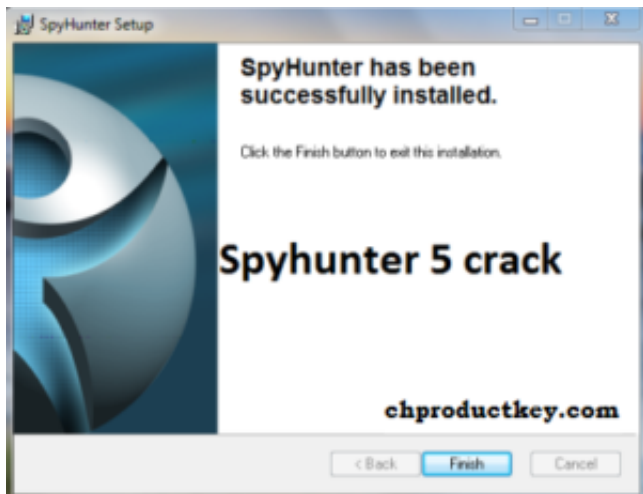 SpyHunter Setup
SpyHunter has been
successfully installed.
Click the Finish button to exit this installation.
Spyhunter 5 crack
chproductkey.com
< Back Finish Cancel